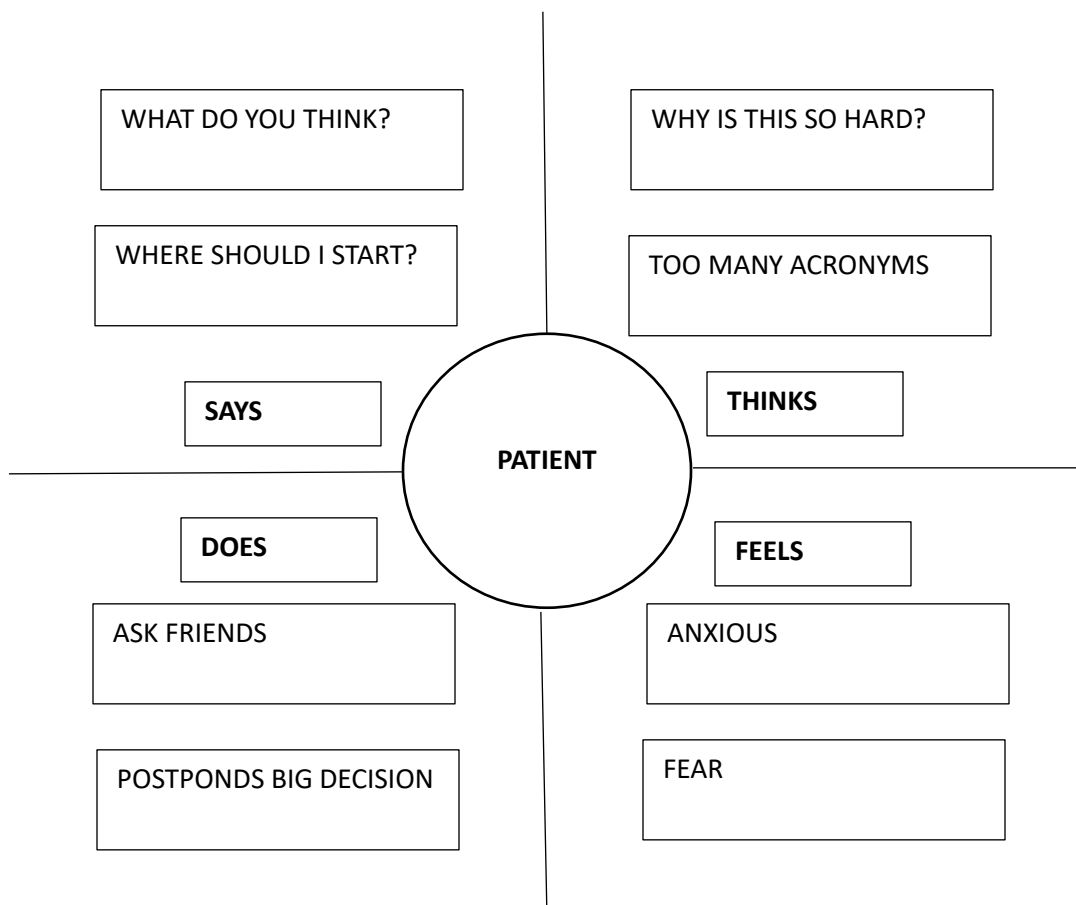 WHAT DO YOU THINK?
WHERE SHOULD I START?
SAYS
WHY IS THIS SO HARD?
TOO MANY ACRONYMS
THINKS
PATIENT
DOES
ASK FRIENDS
POSTPONDS BIG DECISION
FEELS
ANXIOUS
FEAR